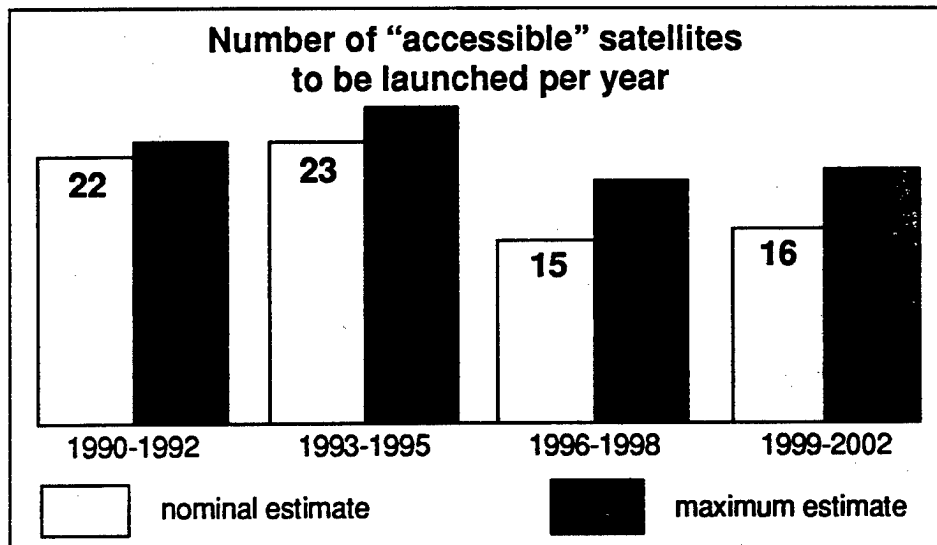 Number of “accessible” satellites
to be launched per year
22
23
15
16
1990-1992
1993-1995
1996-1998
1999-2002
nominal estimate
maximum estimate